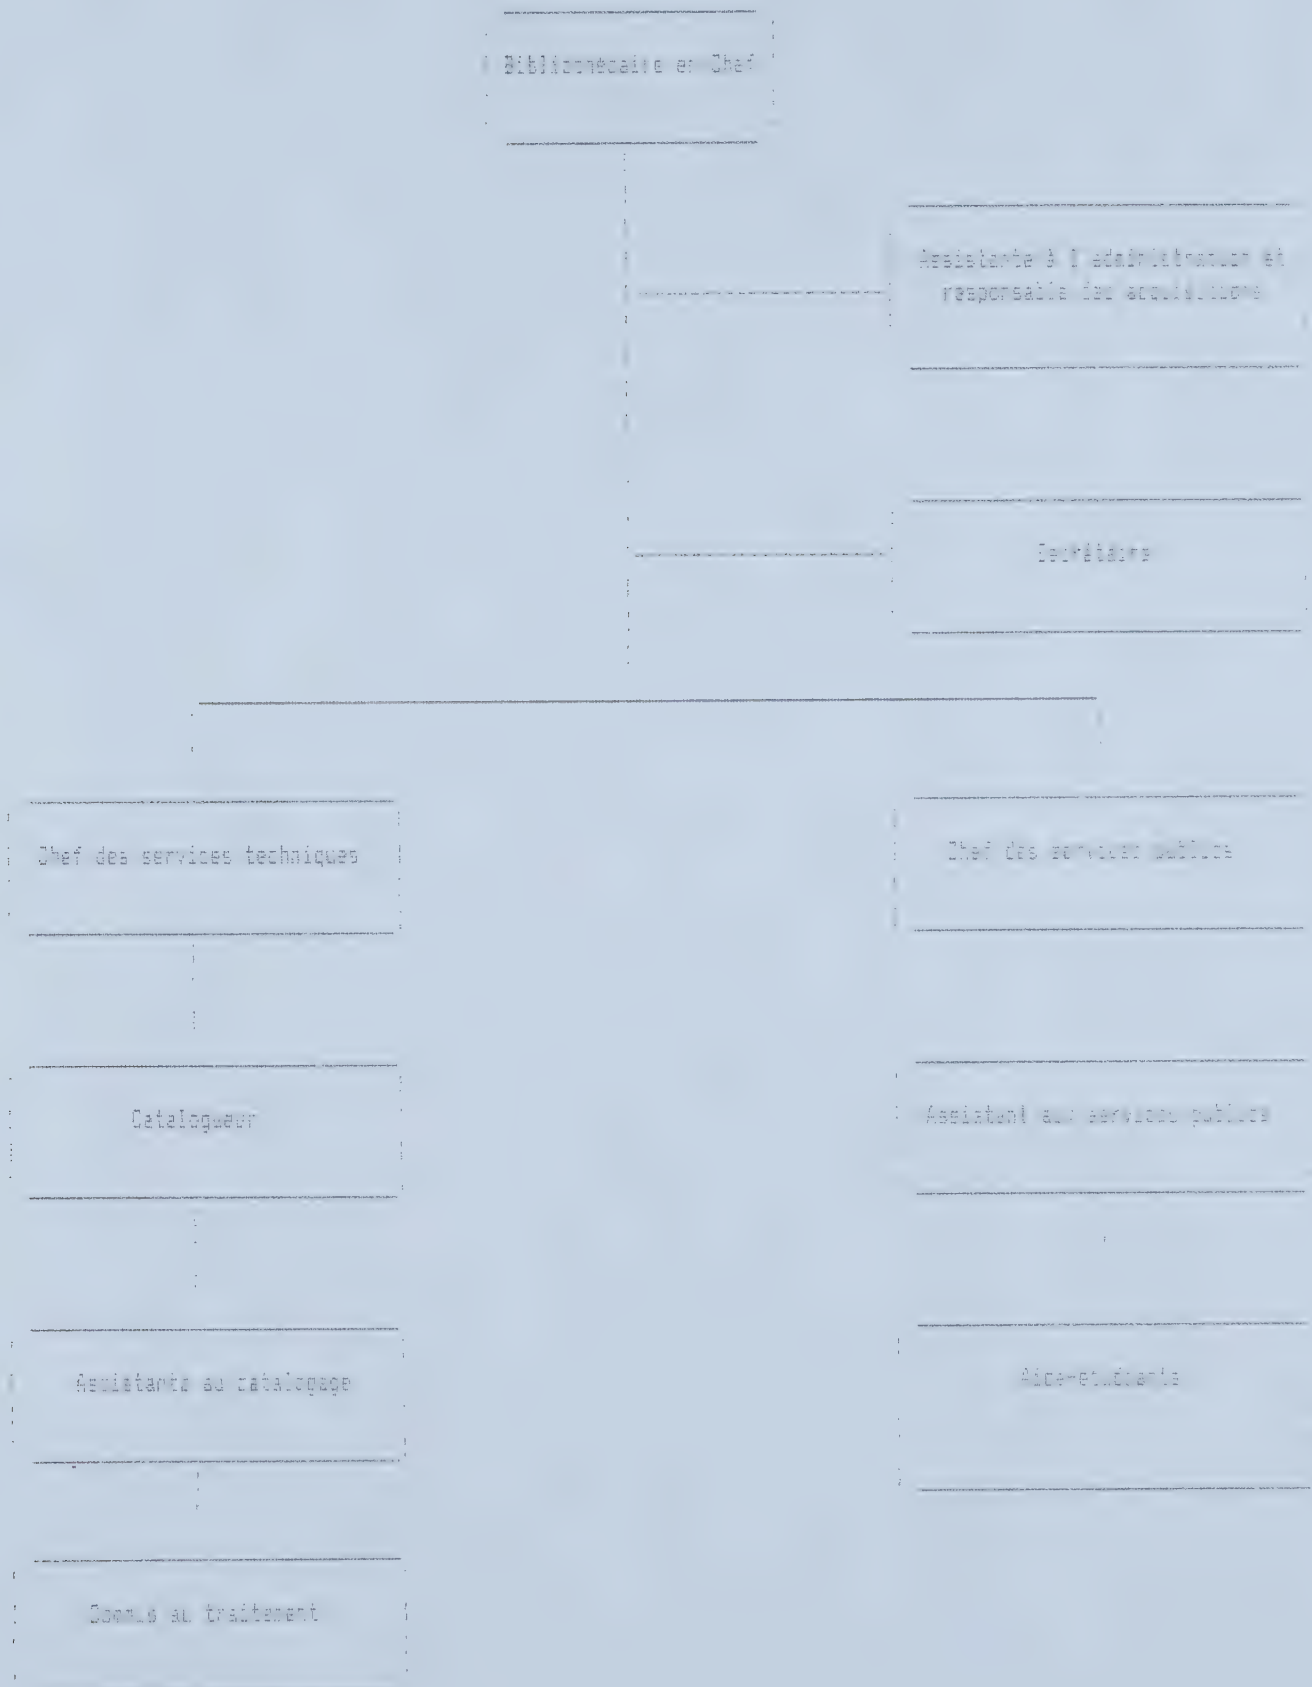 Bibliothécaire en Chef
Assistante à l'administration et
responsable des acquisitions
Secrétaire
Chef des services techniques
Chef des services publics
Catalogueur
Assistant aux services publics
Assistante au catalogage
Aide-étudiants
Commis au traitement